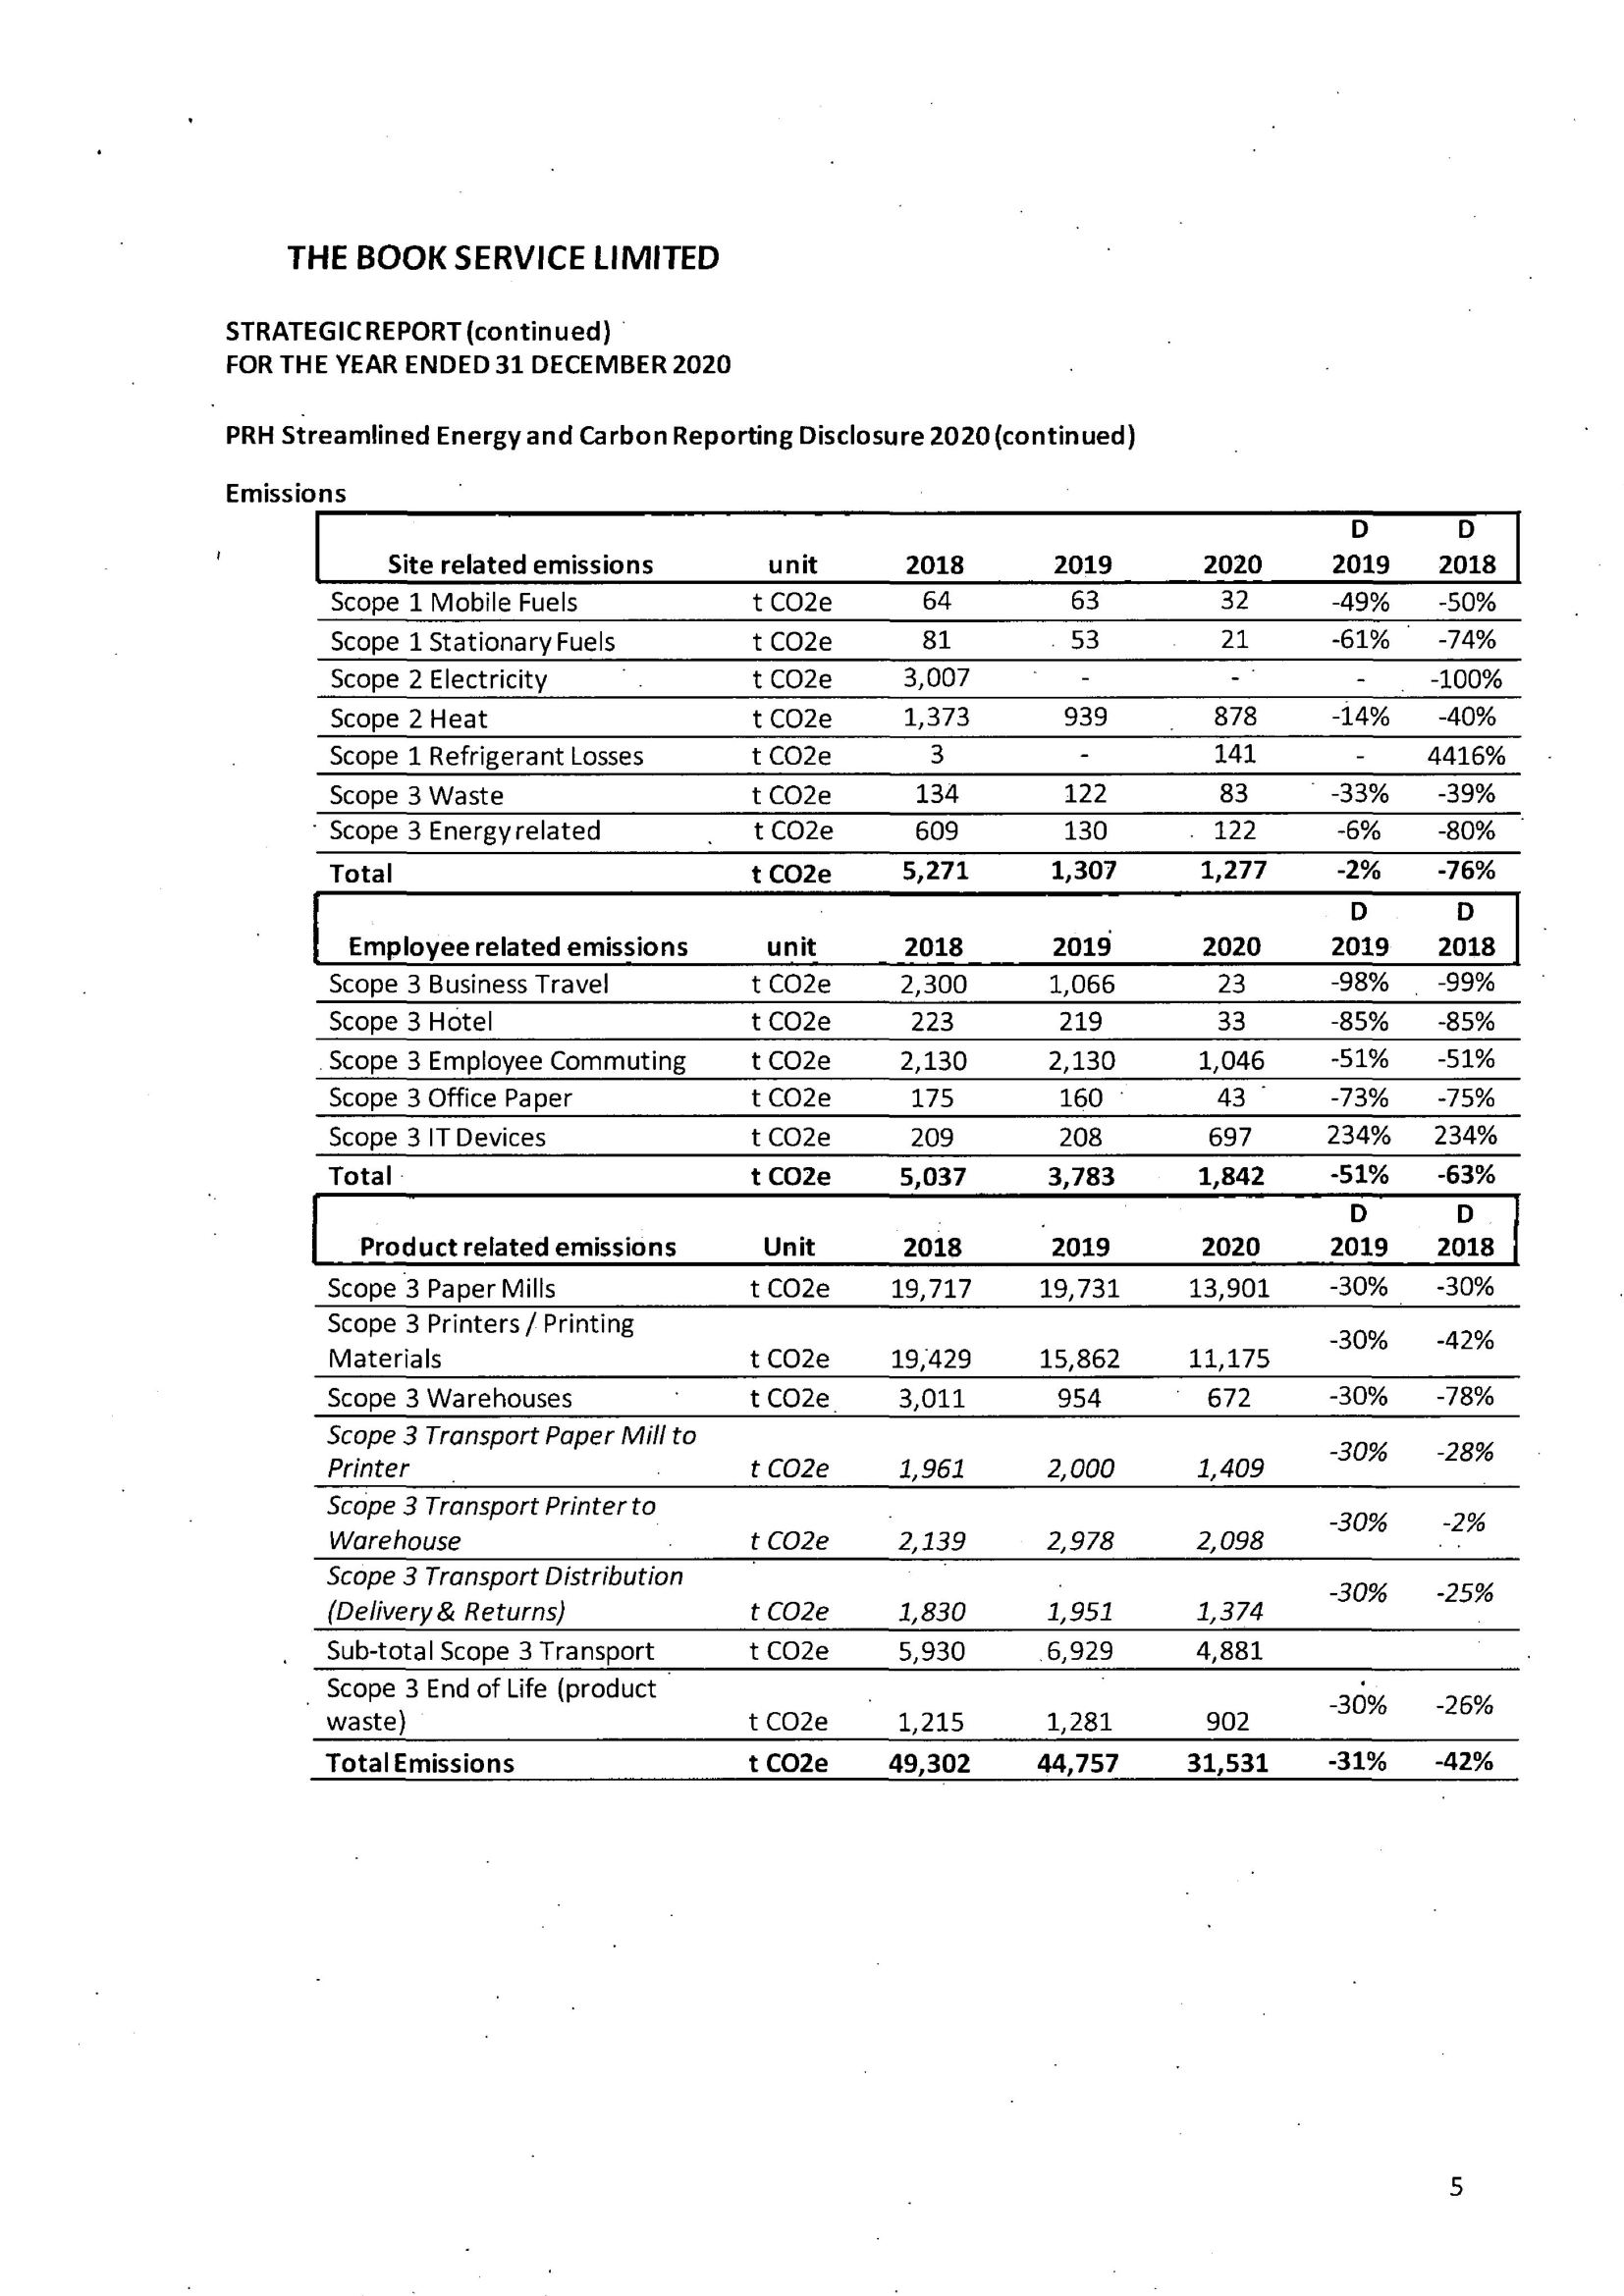 THE BOOK SERVICE LIMITED
STRATEGIC REPORT (continued)
FOR THE YEAR ENDED 31 DECEMBER 2020
PRH Streamlined Energy and Carbon Reporting Disclosure 2020 (continued)
Emissions
D D
Site related emissions unit 2018 2019 2020 2019 2018
Scope 1 Mobile Fuels t CO2e 64 63 32 -49% -50%
Scope 1 Stationary Fuels t CO2e 81 53 21 -61% -74%
Scope 2 Electricity t CO2e 3,007 - - - -100%
Scope 2 Heat t CO2e 1,373 939 878 -14% -40%
Scope 1 Refrigerant Losses t CO2e 3 - 141 - 4416%
Scope 3 Waste t CO2e 134 122 83 -33% -39%
Scope 3 Energy related t CO2e 609 130 122 -6% -80%
Total t CO2e 5,271 1,307 1,277 -2% -76%
D D
Employee related emissions unit 2018 2019 2020 2019 2018
Scope 3 Business Travel t CO2e 2,300 1,066 23 -98% -99%
Scope 3 Hotel t CO2e 223 219 33 -85% -85%
Scope 3 Employee Commuting t CO2e 2,130 2,130 1,046 -51% -51%
Scope 3 Office Paper t CO2e 175 160 43 -73% -75%
Scope 3 IT Devices t CO2e 209 208 697 234% 234%
Total t CO2e 5,037 3,783 1,842 -51% -63%
D D
Product related emissions Unit 2018 2019 2020 2019 2018
Scope 3 Paper Mills t CO2e 19,717 19,731 13,901 -30% -30%
Scope 3 Printers / Printing
Materials t CO2e 19,429 15,862 11,175 -30% -42%
Scope 3 Warehouses t CO2e 3,011 954 672 -30% -78%
Scope 3 Transport Paper Mill to
Printer t CO2e 1,961 2,000 1,409 -30% -28%
Scope 3 Transport Printer to
Warehouse t CO2e 2,139 2,978 2,098 -30% -2%
Scope 3 Transport Distribution
(Delivery & Returns) t CO2e 1,830 1,951 1,374 -30% -25%
Sub-total Scope 3 Transport t CO2e 5,930 6,929 4,881
Scope 3 End of Life (product
waste) t CO2e 1,215 1,281 902 -30% -26%
Total Emissions t CO2e 49,302 44,757 31,531 -31% -42%
5